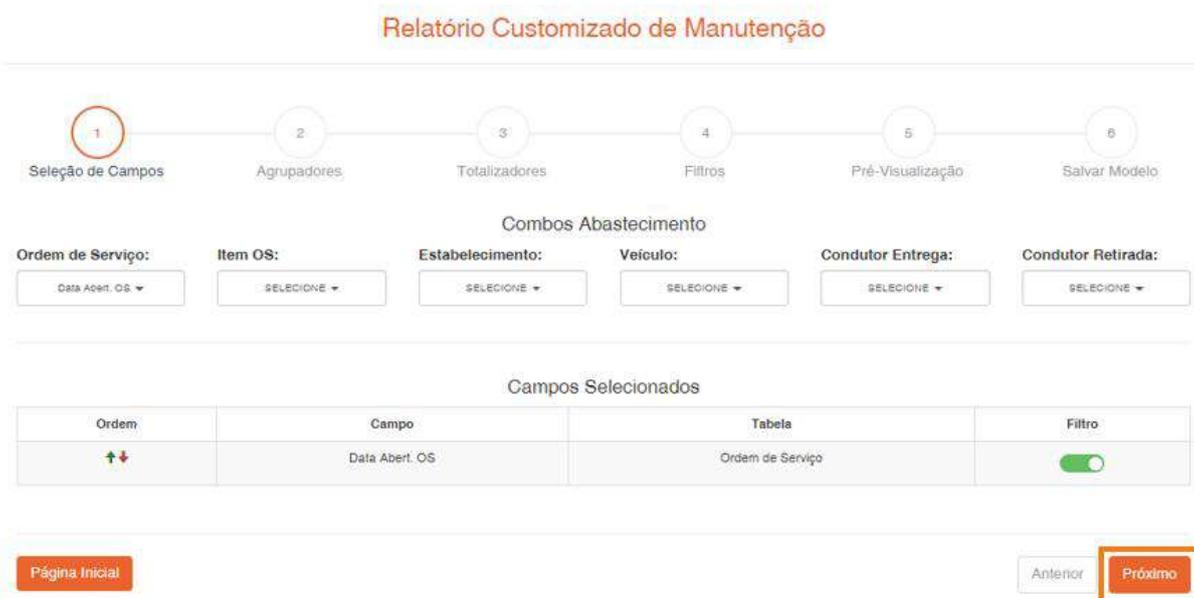 Relatório Customizado de Manutenção
1 2 3 4 5 6
Seleção de Campos Agrupadores Totalizadores Filtros Pré-Visualização Salvar Modelo
Combos Abastecimento
Ordem de Serviço: Item OS: Estabelecimento: Veículo: Condutor Entrega: Condutor Retirada:
Data Abert. OS SELECIONE SELECIONE SELECIONE SELECIONE SELECIONE
Campos Selecionados
Ordem Campo Tabela Filtro
Data Abert. OS Ordem de Serviço
Página Inicial Anterior Próximo